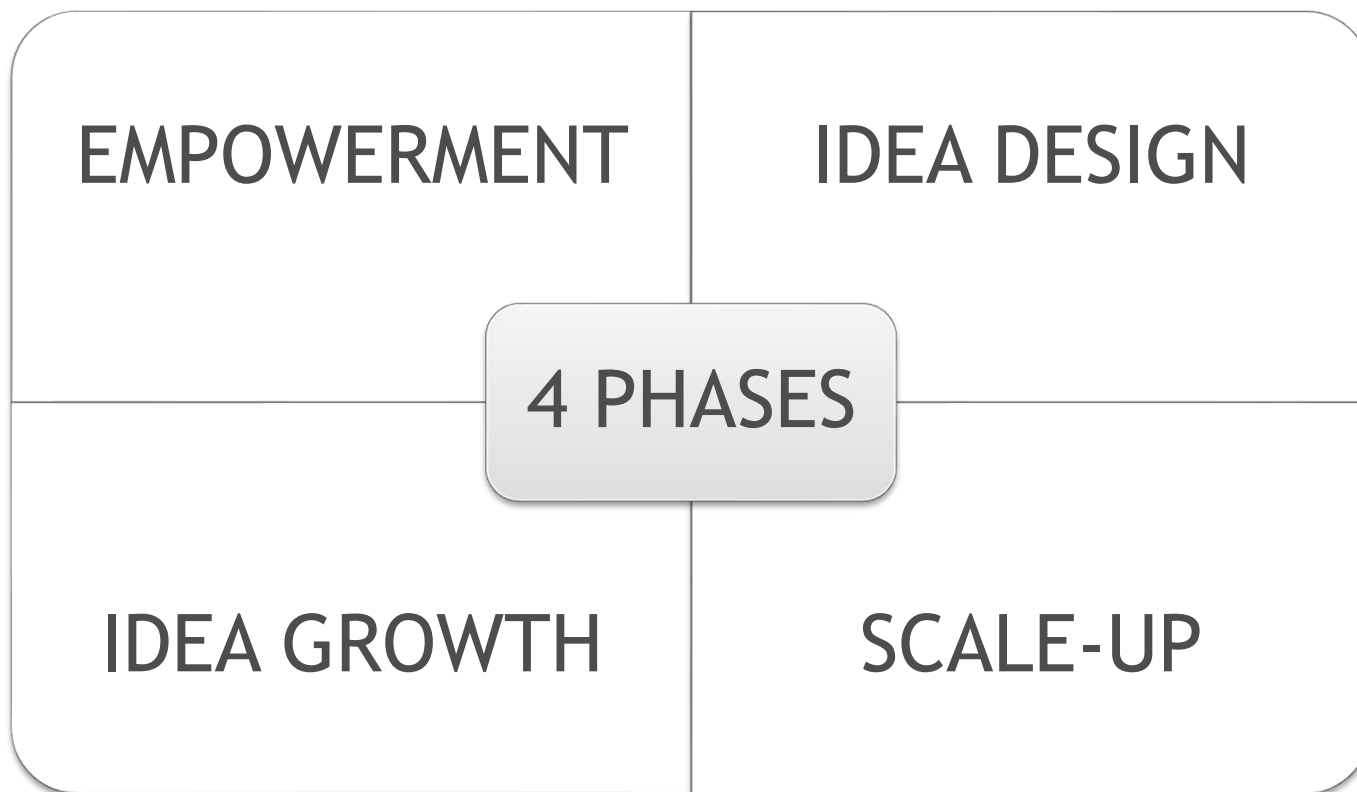 EMPOWERMENT
IDEA DESIGN
4 PHASES
IDEA GROWTH
SCALE-UP